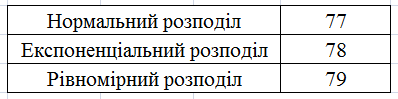 Нормальний розподіл 77
Експоненціальний розподіл 78
Рівномірний розподіл 79